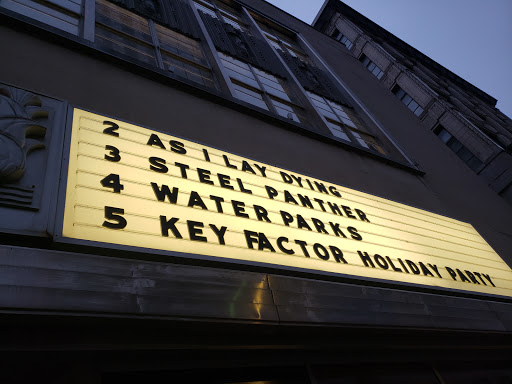 2 AS I LAY DYING
3 STEEL PANTHER
4 WATER PARKS
5 KEY FACTOR HOLIDAY PARTY